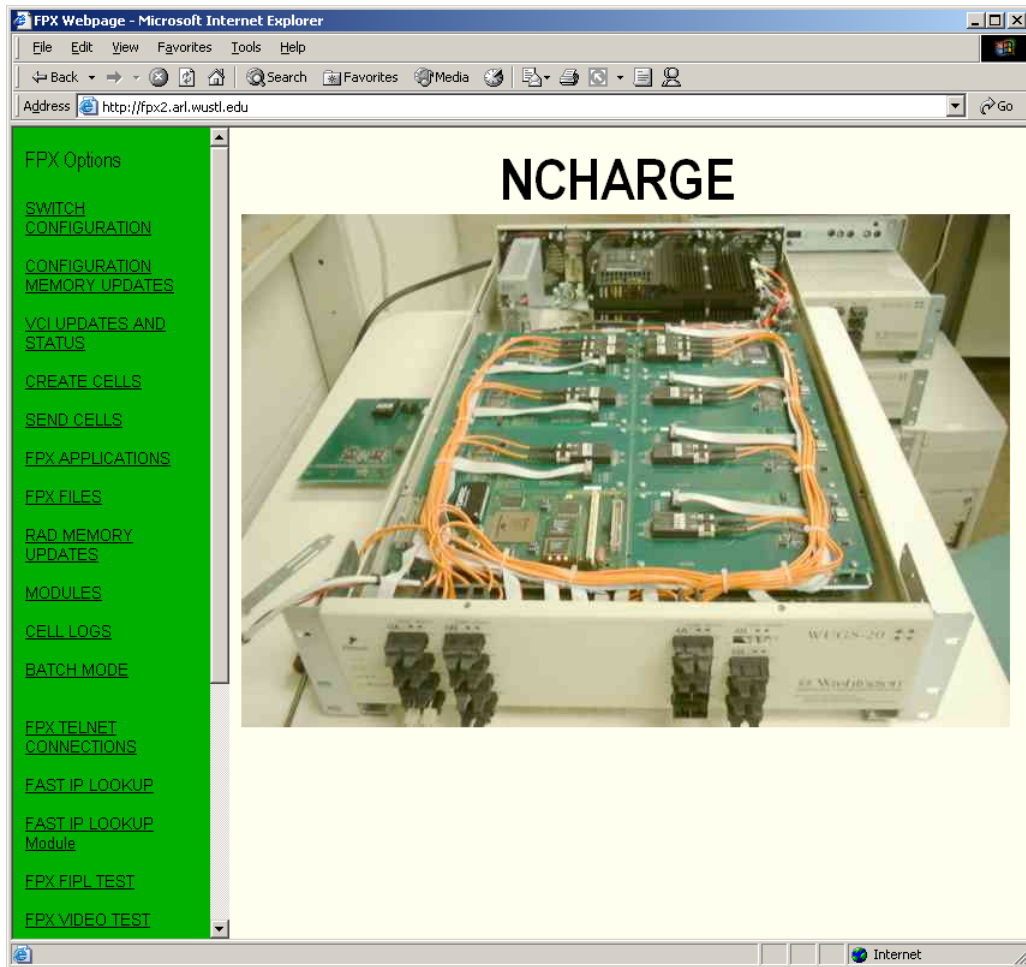 FPX Webpage - Microsoft Internet Explorer
File Edit View Favorites Tools Help
Back Search Favorites Media
Address http://fpx2.arl.wustl.edu Go
FPX Options
SWITCH
CONFIGURATION
CONFIGURATION
MEMORY UPDATES
VCI UPDATES AND
STATUS
CREATE CELLS
SEND CELLS
FPX APPLICATIONS
FPX FILES
RAD MEMORY
UPDATES
MODULES
CELL LOGS
BATCH MODE
FPX TELNET
CONNECTIONS
FAST IP LOOKUP
FAST IP LOOKUP
Module
FPX FIPL TEST
FPX VIDEO TEST
NCHARGE
WUGS-20
Washington
Internet